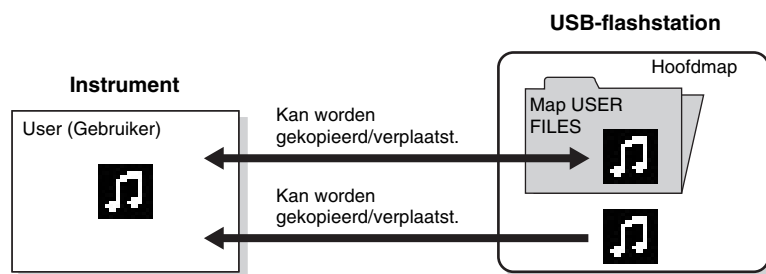 USB-flashstation
Instrument
Hoofdmap
User (Gebruiker)
Kan worden
gekopieerd/verplaatst.
Map USER
FILES
Kan worden
gekopieerd/verplaatst.